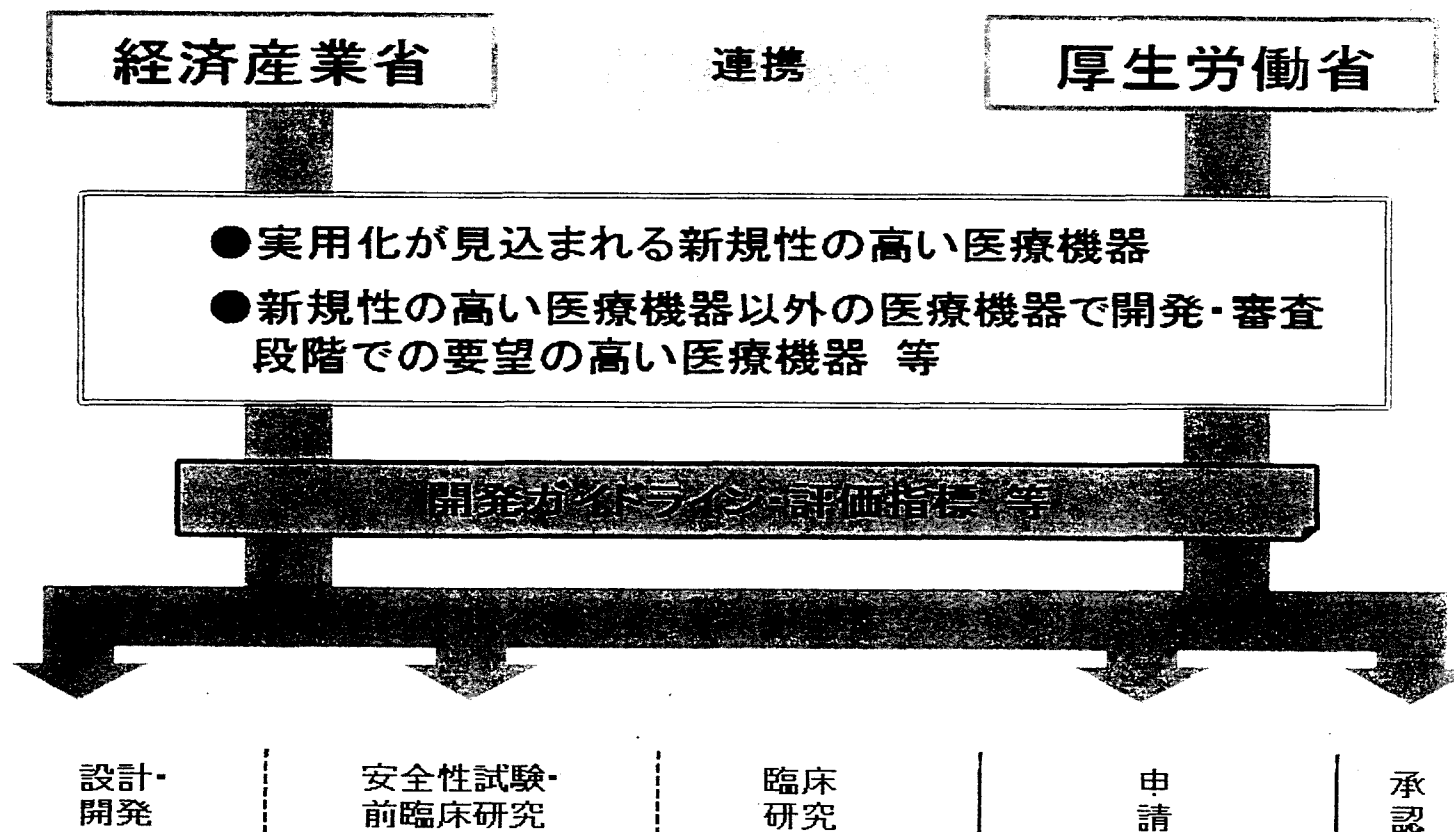 経済産業省
連携
厚生労働省
●実用化が見込まれる新規性の高い医療機器
●新規性の高い医療機器以外の医療機器で開発・審査
段階での要望の高い医療機器 等
開発ガイドライン・評価指標 等
設計・
開発
安全性試験・
前臨床研究
臨床
研究
申
請
承
認